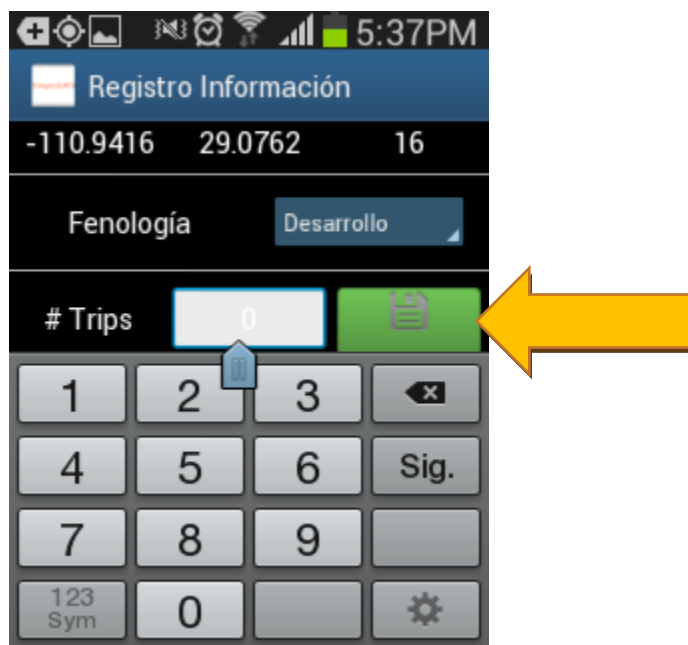 5:37PM
Registro Información
-110.9416 29.0762 16
Fenología Desarrollo
# Trips 0
1 2 3
4 5 6 Sig.
7 8 9
123
Sym 0